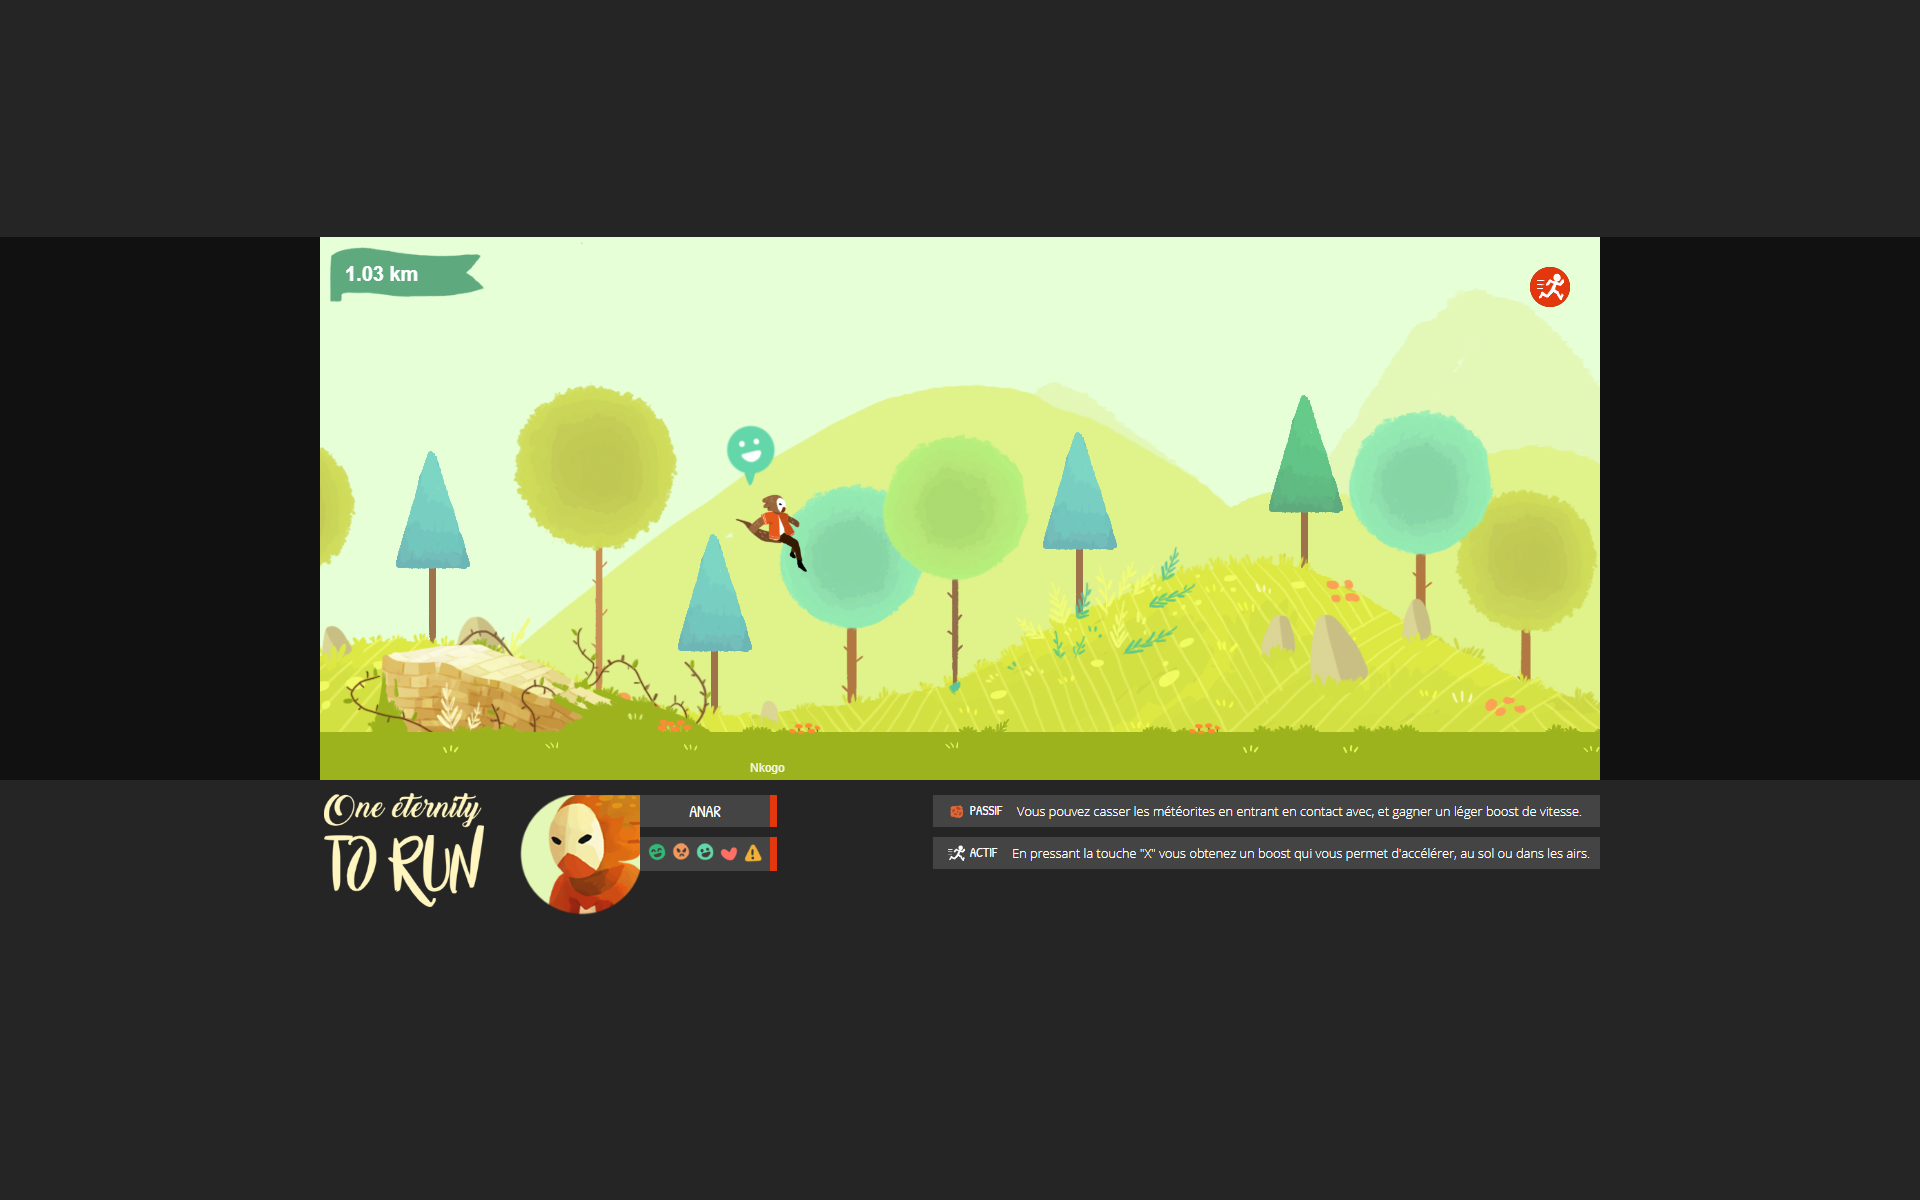 1.03 km
Nkogo
One éternity
TO RUN
ANAR
PASSIF Vous pouvez casser les météorites en entrant en contact avec, et gagner un léger boost de vitesse.
ACTIF En pressant la touche "X" vous obtenez un boost qui vous permet d'accélérer, au sol ou dans les airs.